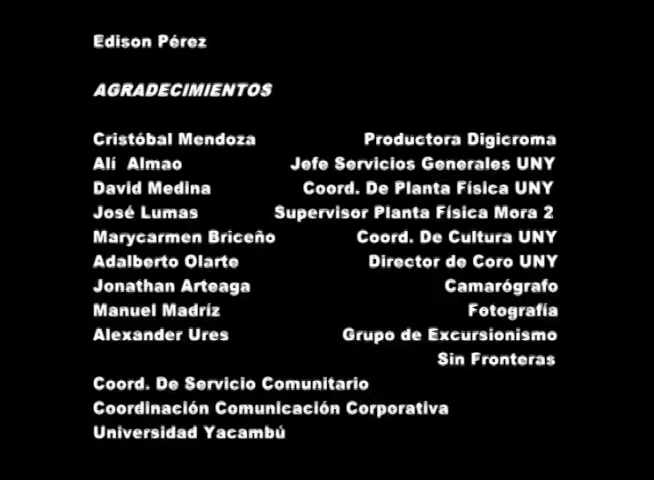 Edison Pérez
AGRADECIMIENTOS
Cristóbal Mendoza Productora Digicroma
Alí Almao Jefe Servicios Generales UNY
David Medina Coord. De Planta Física UNY
José Lumas Supervisor Planta Física Mora 2
Marycarmen Briceño Coord. De Cultura UNY
Adalberto Olarte Director de Coro UNY
Jonathan Arteaga Camarógrafo
Manuel Madríz Fotografía
Alexander Ures Grupo de Excursionismo
Sin Fronteras
Coord. De Servicio Comunitario
Coordinación Comunicación Corporativa
Universidad Yacambú